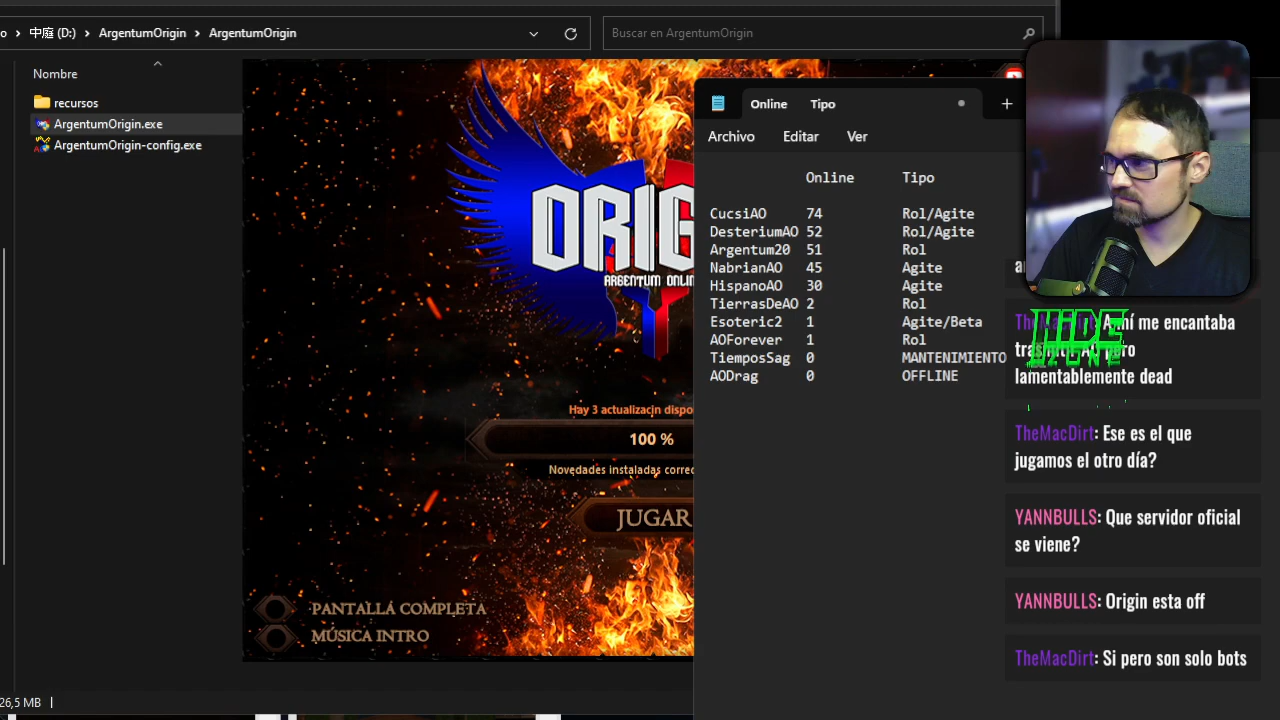 中庭 (D:) › ArgentumOrigin › ArgentumOrigin
Buscar en ArgentumOrigin
Nombre
recursos
ArgentumOrigin.exe
ArgentumOrigin-config.exe
26,5 MB
ARGENTUM
Hay 3 actualizacin dispo
100 %
Novedades instaladas correc
JUGAR
PANTALLA COMPLETA
MÚSICA INTRO
Online Tipo
Archivo Editar Ver
Online Tipo
CucsiAO 74 Rol/Agite
DesteriumAO 52 Rol/Agite
Argentum20 51 Rol
NabrianAO 45 Agite
HispanoAO 30 Agite
TierrasDeAO 2 Rol
Esoteric2 1 Agite/Beta
AOForever 1 Rol
TiemposSag 0 MANTENIMIENTO
AODrag 0 OFFLINE
encantaba
lamentablemente dead
TheMacDirt: Ese es el que
jugamos el otro día?
YANNBULLS: Que servidor oficial
se viene?
YANNBULLS: Origin esta off
TheMacDirt: Si pero son solo bots